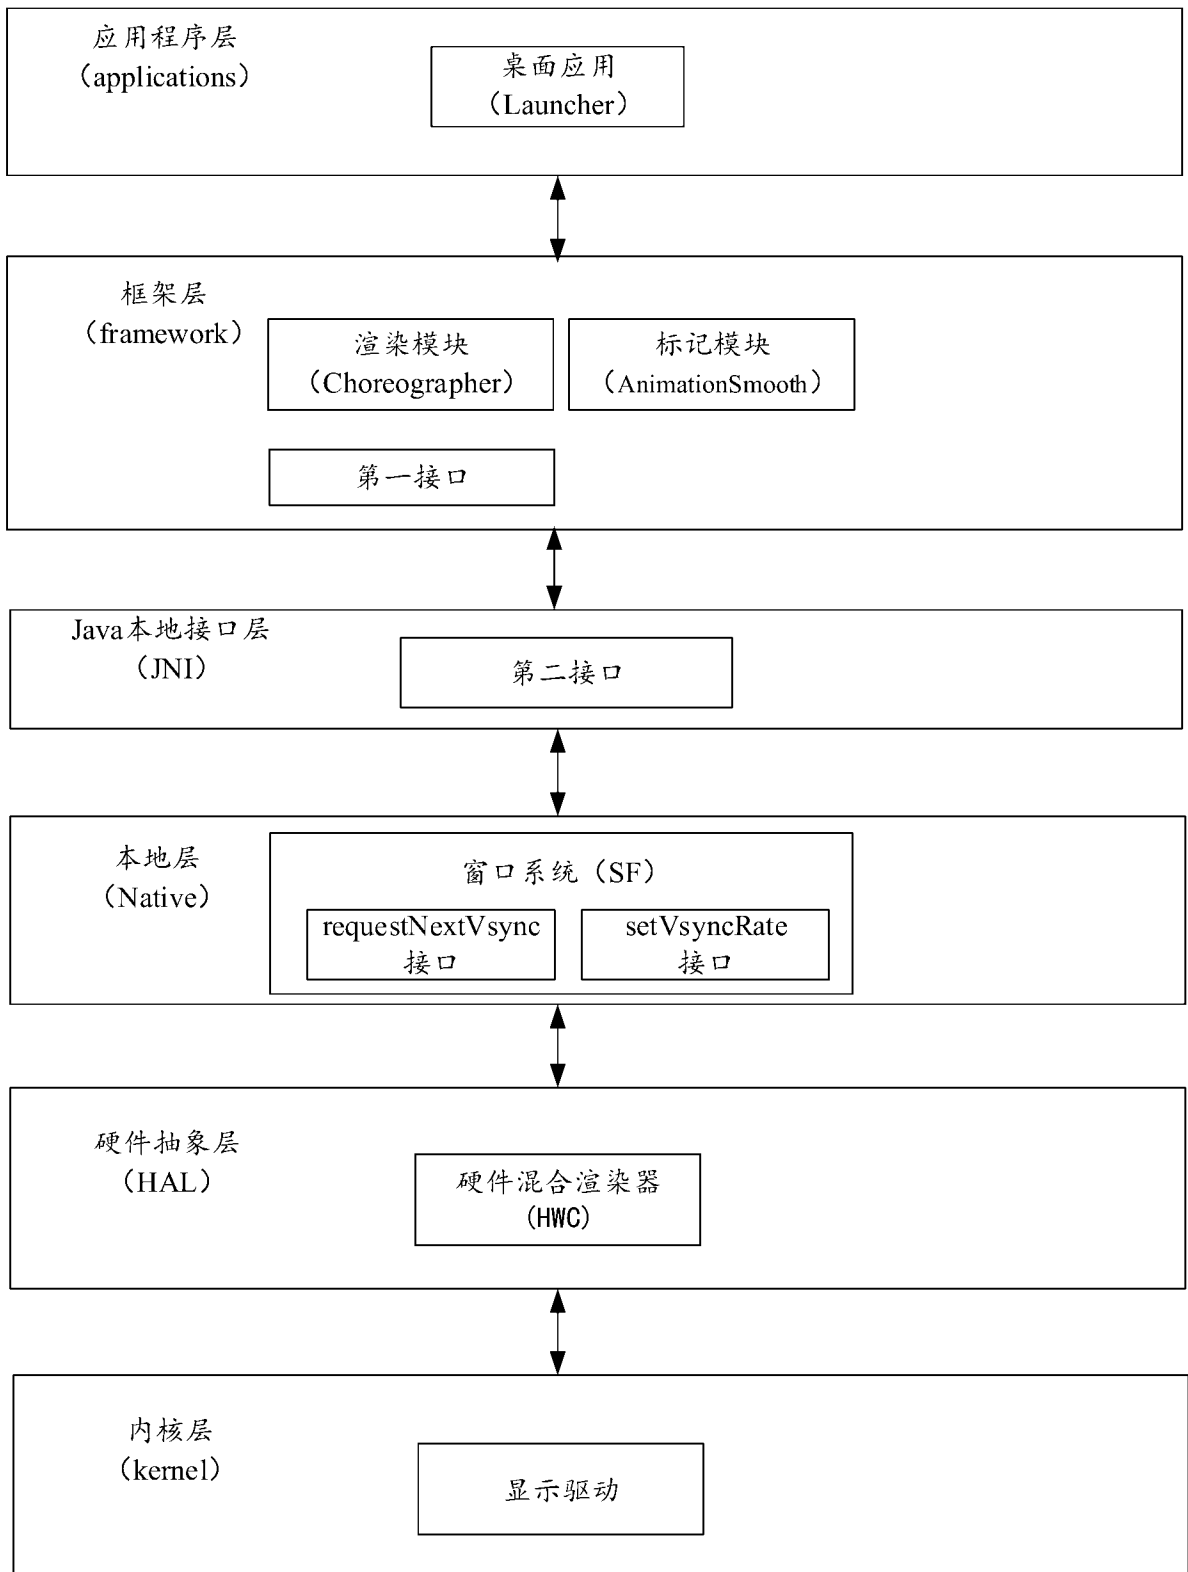 应用程序层
（applications）
桌面应用
（Launcher）
框架层
（framework）
渲染模块
（Choreographer）
标记模块
（AnimationSmooth）
第一接口
Java本地接口层
（JNI）
第二接口
本地层
（Native）
窗口系统（SF）
requestNextVsync
接口
setVsyncRate
接口
硬件抽象层
（HAL）
硬件混合渲染器
(HWC)
内核层
（kernel）
显示驱动